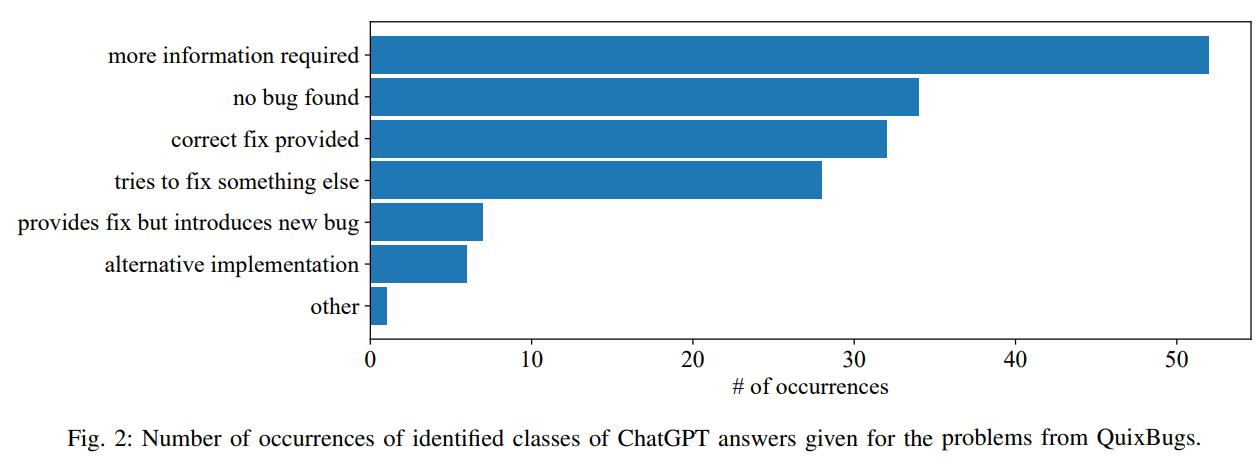 more information required
no bug found
correct fix provided
tries to fix something else
provides fix but introduces new bug
alternative implementation
other
0 10 20 30 40 50
# of occurrences
Fig. 2: Number of occurrences of identified classes of ChatGPT answers given for the problems from QuixBugs.